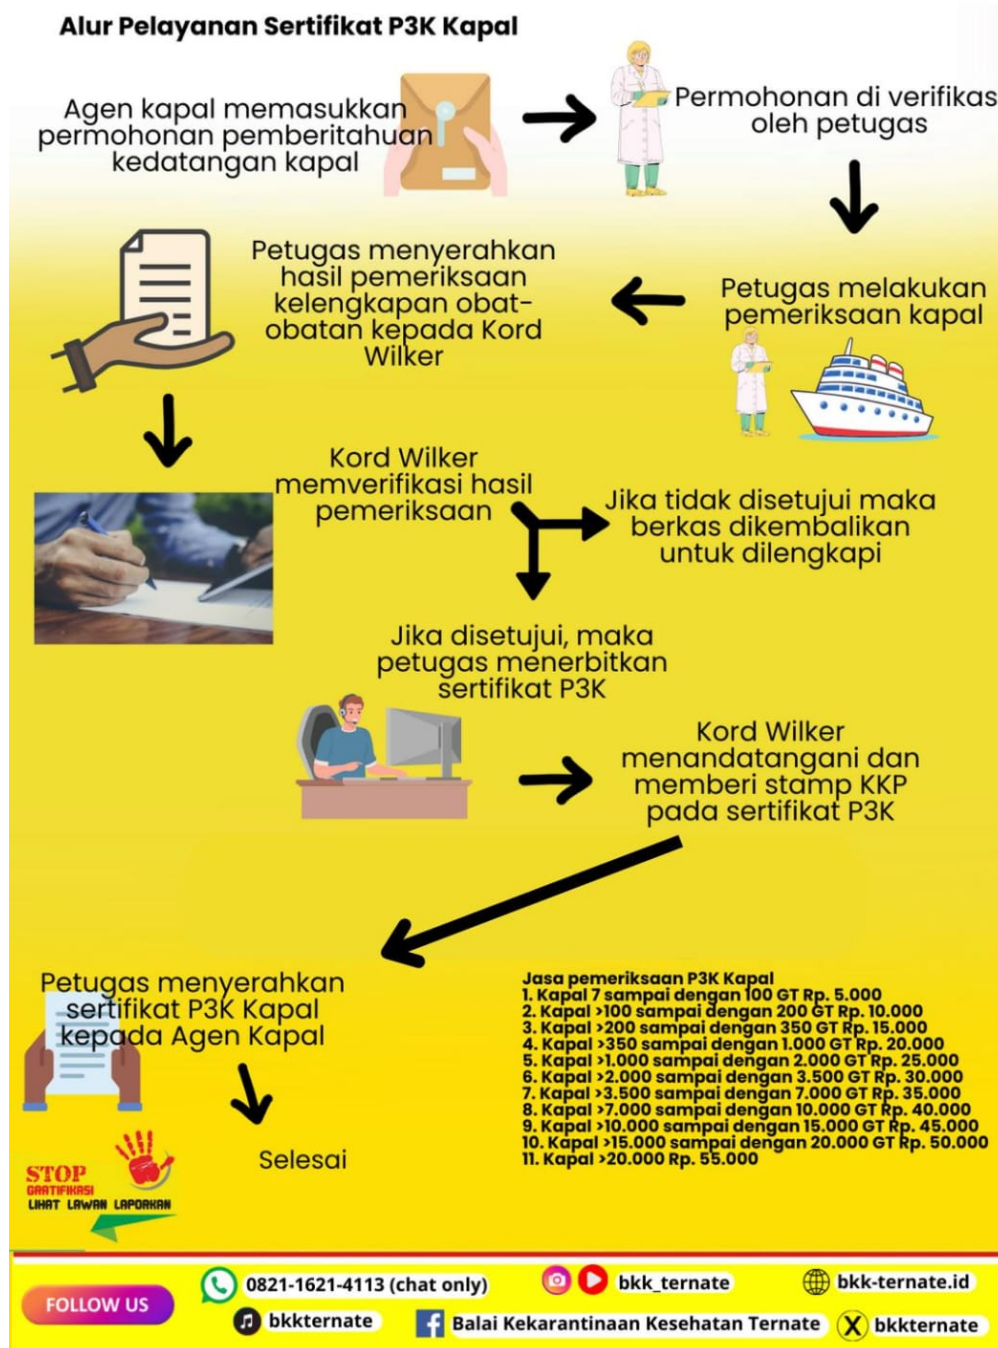 Alur Pelayanan Sertifikat P3K Kapal
Agen kapal memasukkan
permohonan pemberitahuan
kedatangan kapal
Permohonan di verifikas
oleh petugas
Petugas melakukan
pemeriksaan kapal
Petugas menyerahkan
hasil pemeriksaan
kelengkapan obat-
obatan kepada Kord
Wilker
Kord Wilker
memverifikasi hasil
pemeriksaan
Jika tidak disetujui maka
berkas dikembalikan
untuk dilengkapi
Jika disetujui, maka
petugas menerbitkan
sertifikat P3K
Kord Wilker
menandatangani dan
memberi stamp KKP
pada sertifikat P3K
Petugas menyerahkan
sertifikat P3K Kapal
kepada Agen Kapal
Selesai
Jasa pemeriksaan P3K Kapal
1. Kapal 7 sampai dengan 100 GT Rp. 5.000
2. Kapal >100 sampai dengan 200 GT Rp. 10.000
3. Kapal >200 sampai dengan 350 GT Rp. 15.000
4. Kapal >350 sampai dengan 1.000 GT Rp. 20.000
5. Kapal >1.000 sampai dengan 2.000 GT Rp. 25.000
6. Kapal >2.000 sampai dengan 3.500 GT Rp. 30.000
7. Kapal >3.500 sampai dengan 7.000 GT Rp. 35.000
8. Kapal >7.000 sampai dengan 10.000 GT Rp. 40.000
9. Kapal >10.000 sampai dengan 15.000 GT Rp. 45.000
10. Kapal >15.000 sampai dengan 20.000 GT Rp. 50.000
11. Kapal >20.000 Rp. 55.000
STOP
GRATIFIKASI
LIHAT LAWAN LAPORKAN
FOLLOW US
0821-1621-4113 (chat only)
bkk_ternate
bkk-ternate.id
bkkternate
Balai Kekarantinaan Kesehatan Ternate
bkkternate